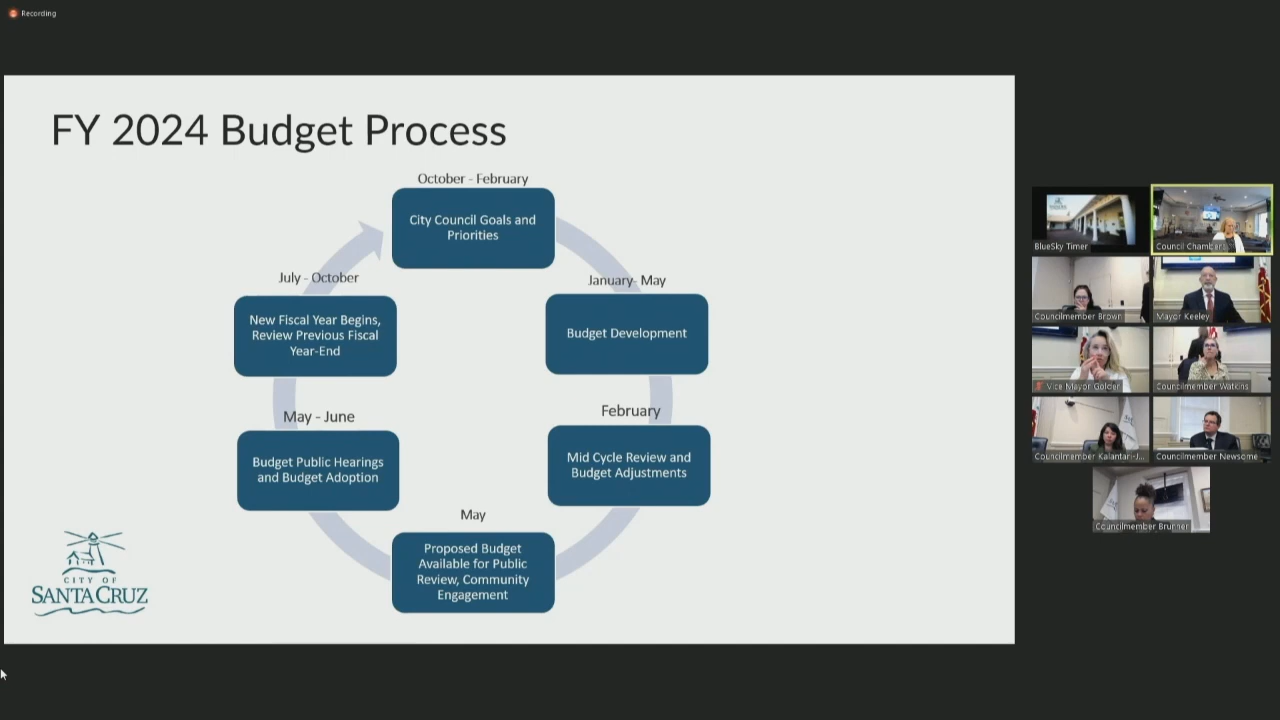 Recording
FY 2024 Budget Process
October - February
City Council Goals and
Priorities
January- May
Budget Development
February
Mid Cycle Review and
Budget Adjustments
May
Proposed Budget
Available for Public
Review, Community
Engagement
May - June
Budget Public Hearings
and Budget Adoption
July - October
New Fiscal Year Begins,
Review Previous Fiscal
Year-End
CITY OF
SANTA CRUZ
BlueSky Timer
Council Chambers
Councilmember Brown
Mayor Keeley
Vice Mayor Golder
Councilmember Watkins
Councilmember Kalantari-J...
Councilmember Newsome
Councilmember Brunner